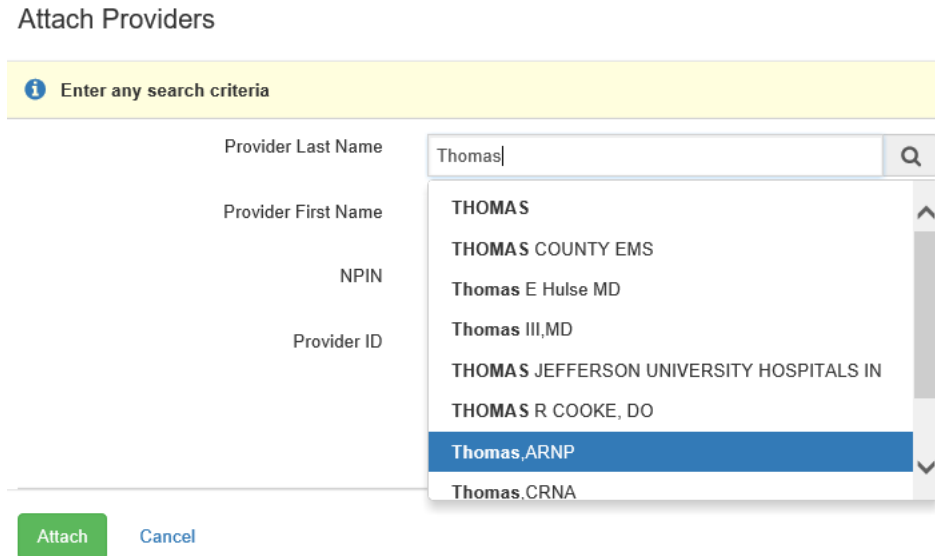 Attach Providers
Enter any search criteria
Provider Last Name
Thomas
Provider First Name
NPIN
Provider ID
THOMAS
THOMAS COUNTY EMS
Thomas E Hulse MD
Thomas III,MD
THOMAS JEFFERSON UNIVERSITY HOSPITALS IN
THOMAS R COOKE, DO
Thomas,ARNP
Thomas,CRNA
Attach
Cancel